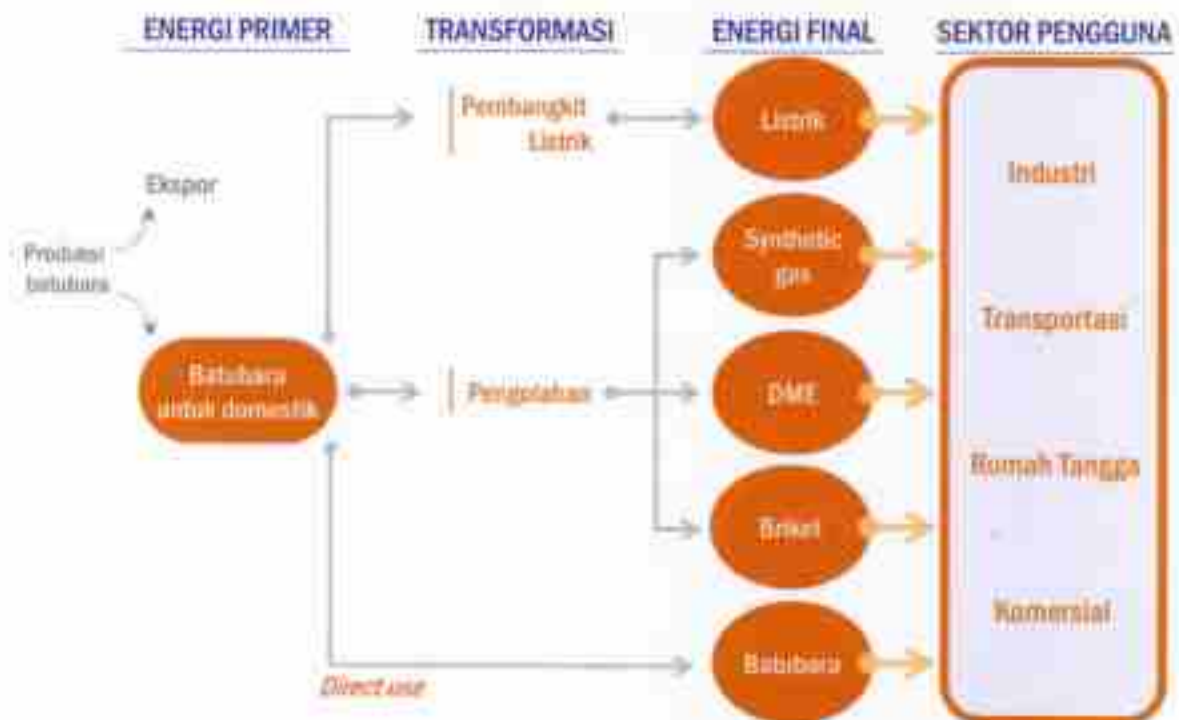 ENERGI PRIMER
TRANSFORMASI
ENERGI FINAL
SEKTOR PENGGUNA
Pembangkit
Listrik
Listrik
Industri
Ekspor
Produksi
batubara
Synthetic
gas
Transportasi
Batubara
untuk domestik
Pengolahan
DME
Rumah Tangga
Briket
Komersial
Batubara
Direct use